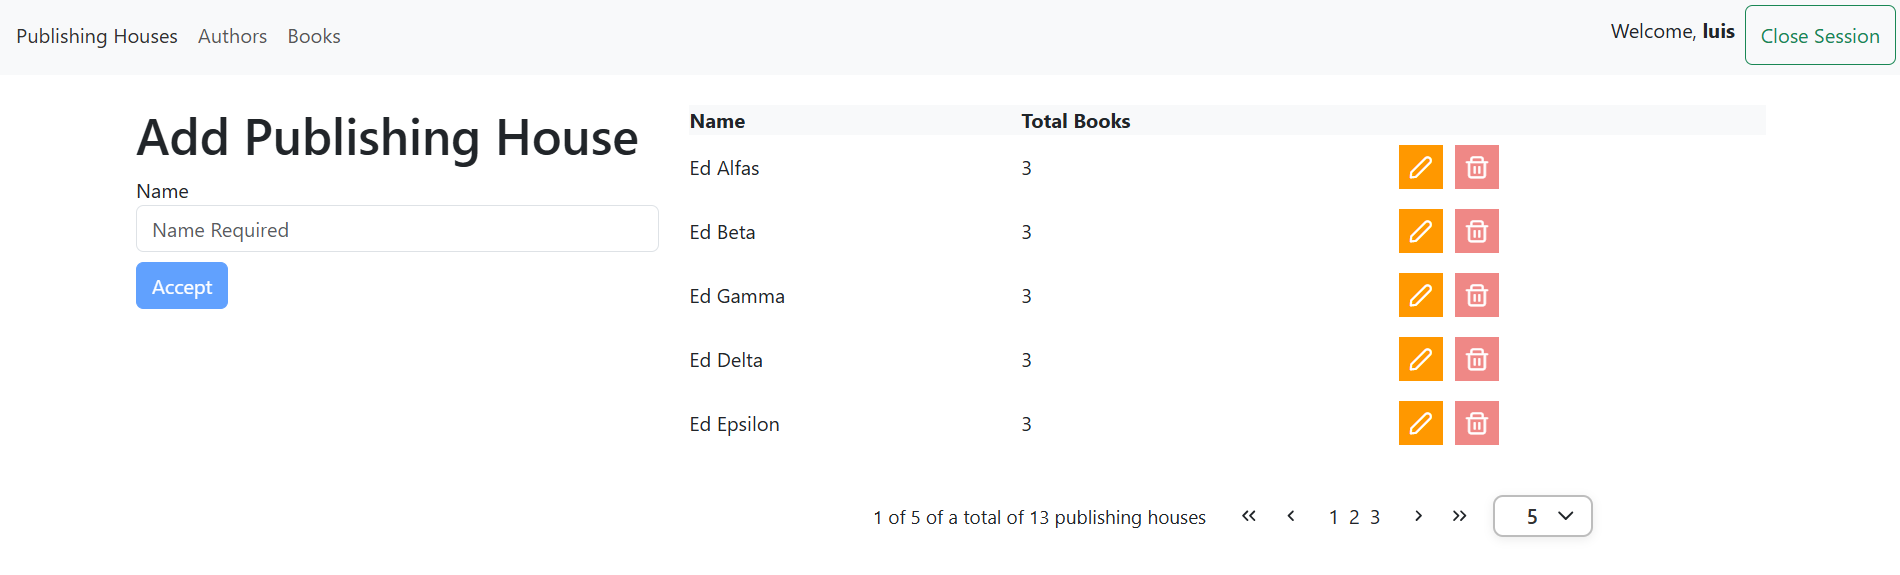 Publishing Houses Authors Books Welcome, luis Close Session
Add Publishing House
Name
Name Required
Accept
Name Total Books
Ed Alfas 3
Ed Beta 3
Ed Gamma 3
Ed Delta 3
Ed Epsilon 3
1 of 5 of a total of 13 publishing houses « ‹ 1 2 3 › » 5